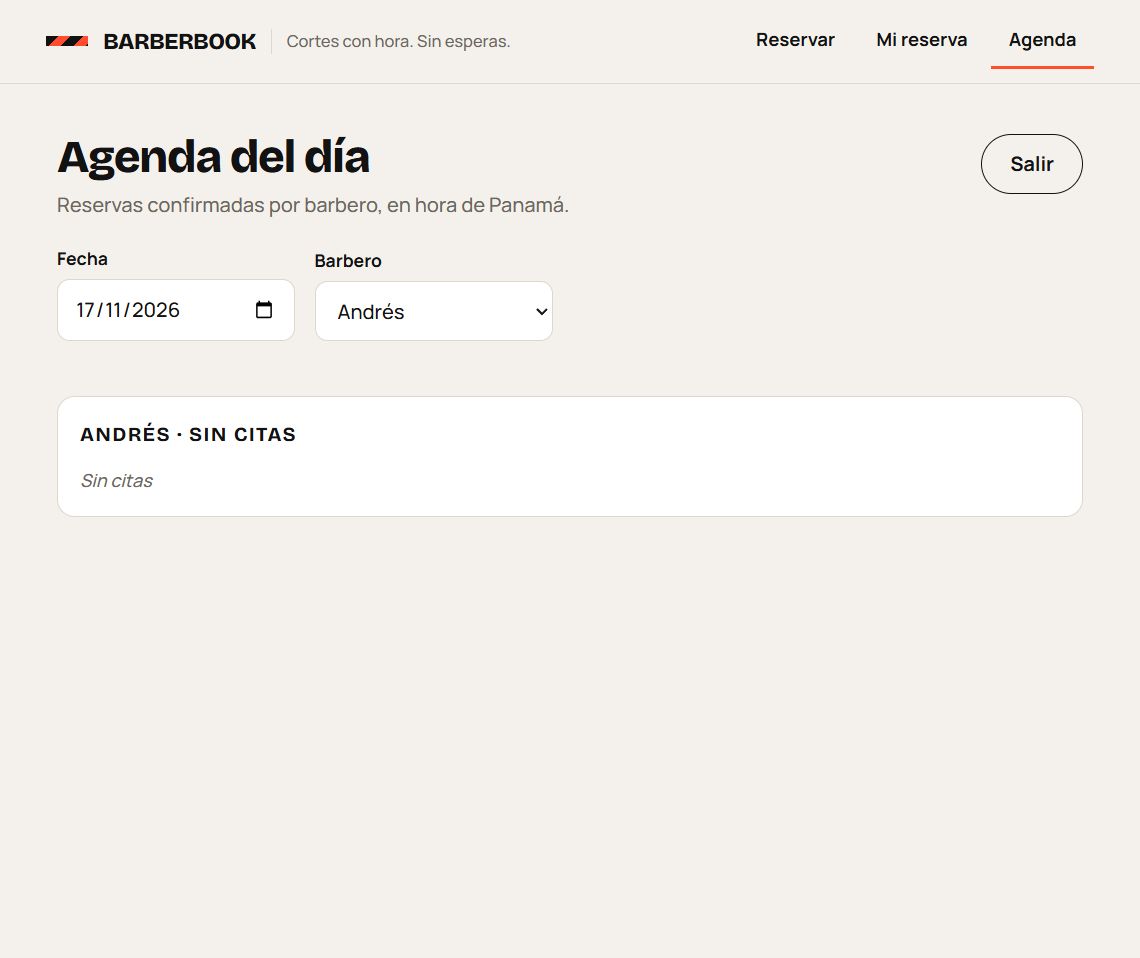 BARBERBOOK Cortes con hora. Sin esperas. Reservar Mi reserva Agenda
Agenda del día
Salir
Reservas confirmadas por barbero, en hora de Panamá.
Fecha Barbero
17/11/2026 Andrés
ANDRÉS · SIN CITAS
Sin citas